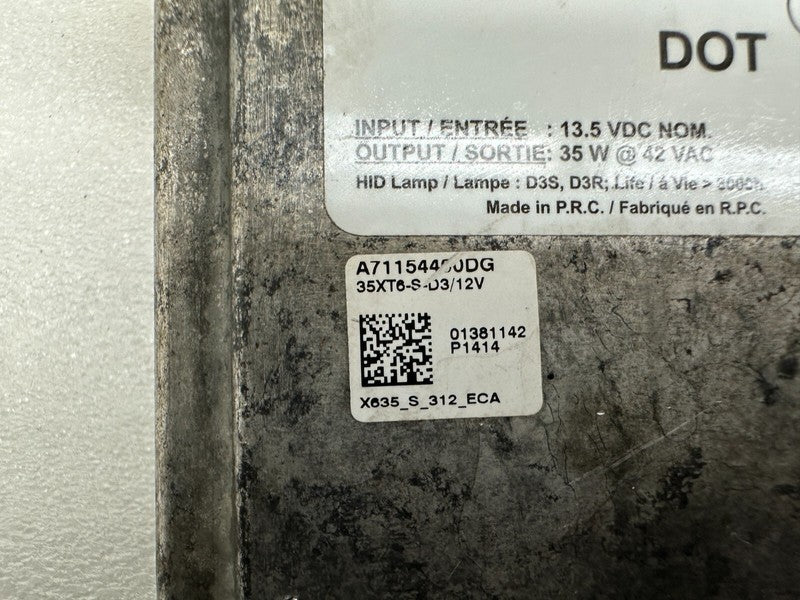 DOT
INPUT / ENTRÉE : 13.5 VDC NOM.
OUTPUT / SORTIE: 35 W @ 42 VAC
HID Lamp / Lampe : D3S, D3R; Life / à Vie >
Made in P.R.C. / Fabriqué en R.P.C.
35XT6-S-D3/12V
01381142
P1414
X635_S_312_ECA